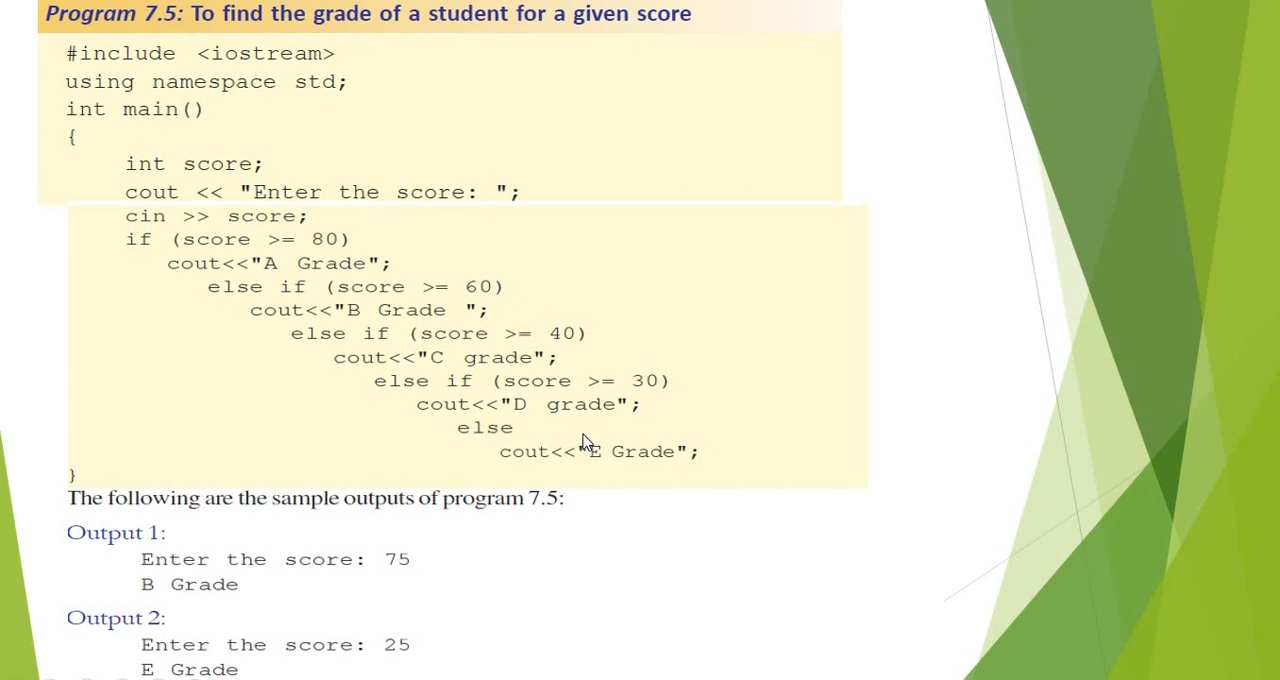 Program 7.5: To find the grade of a student for a given score
#include <iostream>
using namespace std;
int main()
{
int score;
cout << "Enter the score: ";
cin >> score;
if (score >= 80)
cout<<"A Grade";
else if (score >= 60)
cout<<"B Grade ";
else if (score >= 40)
cout<<"C grade";
else if (score >= 30)
cout<<"D grade";
else
cout<<"E Grade";
}
The following are the sample outputs of program 7.5:
Output 1:
Enter the score: 75
B Grade
Output 2:
Enter the score: 25
E Grade